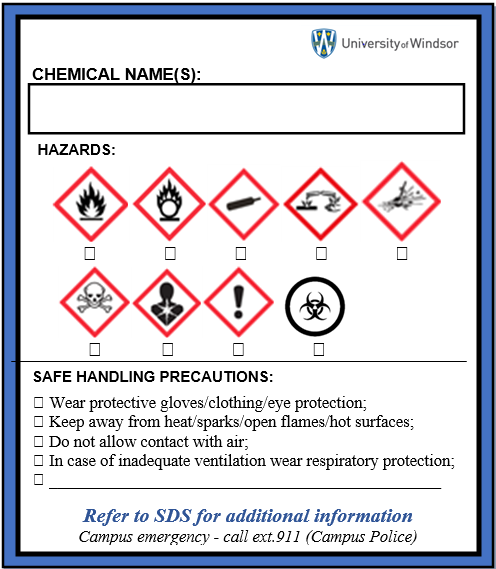 University of Windsor
CHEMICAL NAME(S):
HAZARDS:
SAFE HANDLING PRECAUTIONS:
☐ Wear protective gloves/clothing/eye protection;
☐ Keep away from heat/sparks/open flames/hot surfaces;
☐ Do not allow contact with air;
☐ In case of inadequate ventilation wear respiratory protection;
☐ ____________________________________________
Refer to SDS for additional information
Campus emergency - call ext.911 (Campus Police)